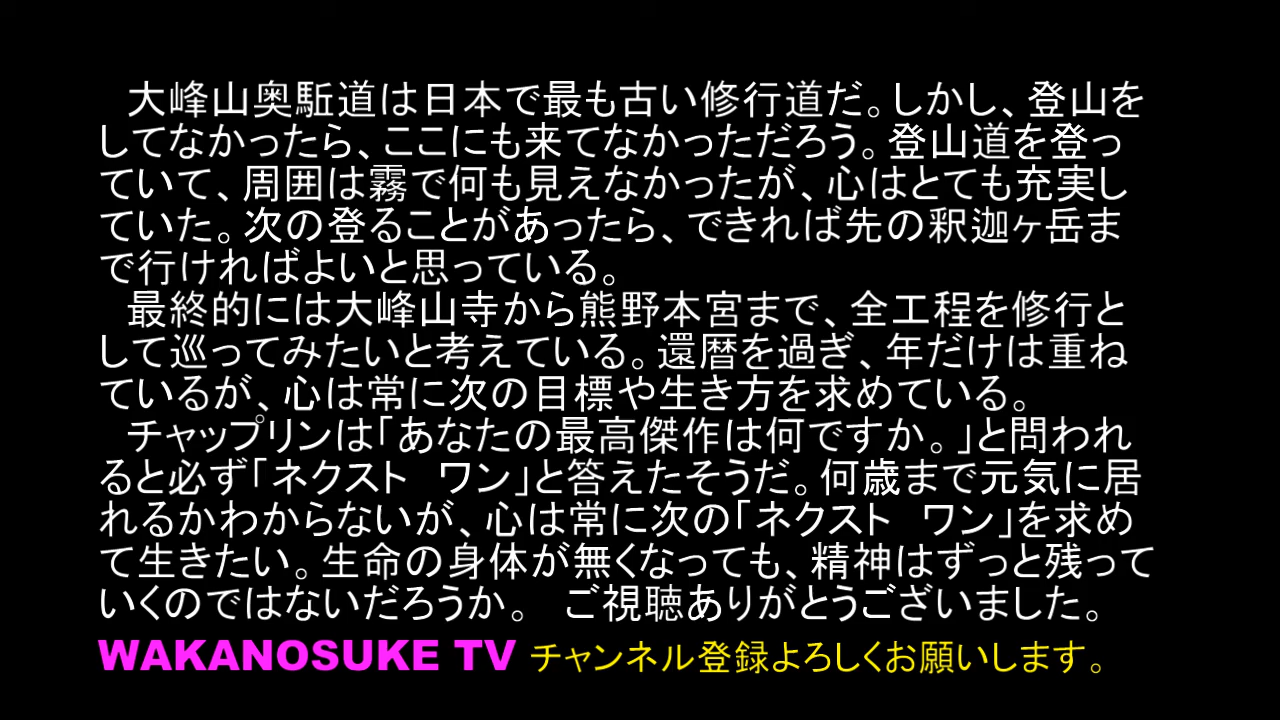 大峰山奥駈道は日本で最も古い修行道だ。しかし、登山を
してなかったら、ここにも来てなかっただろう。登山道を登っ
ていて、周囲は霧で何も見えなかったが、心はとても充実し
ていた。次の登ることがあったら、できれば先の釈迦ヶ岳ま
で行ければよいと思っている。
最終的には大峰山寺から熊野本宮まで、全工程を修行と
して巡ってみたいと考えている。還暦を過ぎ、年だけは重ね
ているが、心は常に次の目標や生き方を求めている。
チャップリンは「あなたの最高傑作は何ですか。」と問われ
ると必ず「ネクスト　ワン」と答えたそうだ。何歳まで元気に居
れるかわからないが、心は常に次の「ネクスト　ワン」を求め
て生きたい。生命の身体が無くなっても、精神はずっと残って
いくのではないだろうか。　ご視聴ありがとうございました。
WAKANOSUKE TV チャンネル登録よろしくお願いします。